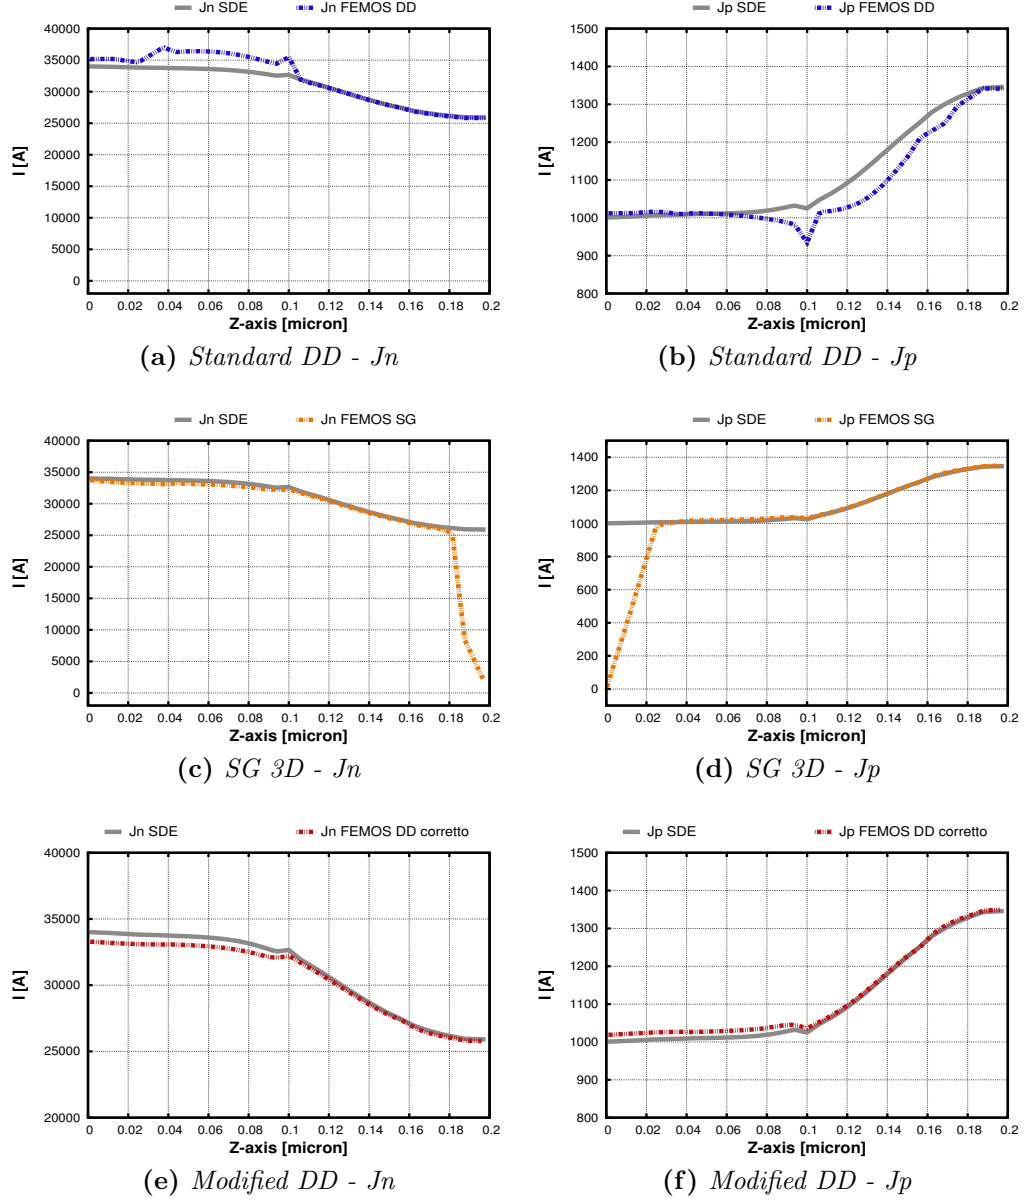 Jn SDE Jn FEMOS DD
40000
35000
30000
25000
20000
15000
10000
5000
0
I [A]
0 0.02 0.04 0.06 0.08 0.1 0.12 0.14 0.16 0.18 0.2
Z-axis [micron]
(a) Standard DD - Jn
Jp SDE Jp FEMOS DD
1500
1400
1300
1200
1100
1000
900
800
I [A]
0 0.02 0.04 0.06 0.08 0.1 0.12 0.14 0.16 0.18 0.2
Z-axis [micron]
(b) Standard DD - Jp
Jn SDE Jn FEMOS SG
40000
35000
30000
25000
20000
15000
10000
5000
0
I [A]
0 0.02 0.04 0.06 0.08 0.1 0.12 0.14 0.16 0.18 0.2
Z-axis [micron]
(c) SG 3D - Jn
Jp SDE Jp FEMOS SG
1400
1200
1000
800
600
400
200
0
I [A]
0 0.02 0.04 0.06 0.08 0.1 0.12 0.14 0.16 0.18 0.2
Z-axis [micron]
(d) SG 3D - Jp
Jn SDE Jn FEMOS DD corretto
40000
35000
30000
25000
20000
I [A]
0 0.02 0.04 0.06 0.08 0.1 0.12 0.14 0.16 0.18 0.2
Z-axis [micron]
(e) Modified DD - Jn
Jp SDE Jp FEMOS DD corretto
1500
1400
1300
1200
1100
1000
900
800
I [A]
0 0.02 0.04 0.06 0.08 0.1 0.12 0.14 0.16 0.18 0.2
Z-axis [micron]
(f) Modified DD - Jp